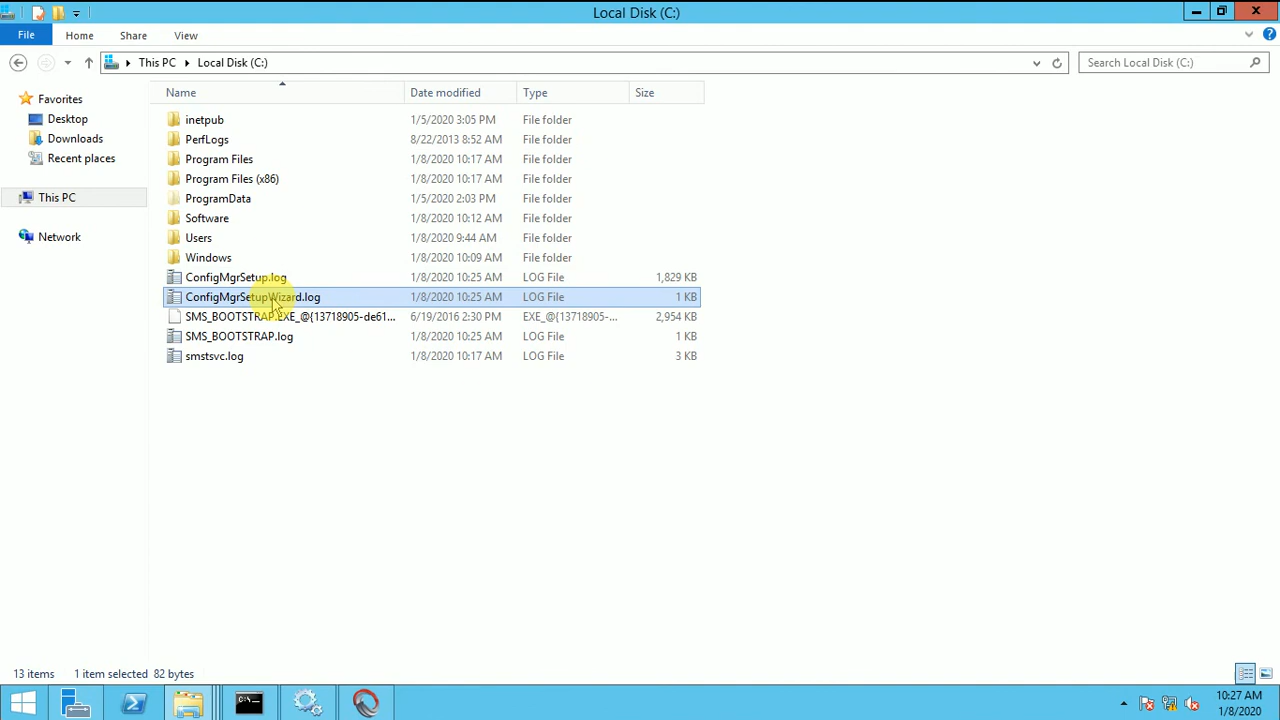 Local Disk (C:)
File Home Share View
This PC Local Disk (C:) Search Local Disk (C:)
Name Date modified Type Size
Favorites
Desktop
Downloads
Recent places
This PC
Network
inetpub 1/5/2020 3:05 PM File folder
PerfLogs 8/22/2013 8:52 AM File folder
Program Files 1/8/2020 10:17 AM File folder
Program Files (x86) 1/8/2020 10:17 AM File folder
ProgramData 1/5/2020 2:03 PM File folder
Software 1/8/2020 10:12 AM File folder
Users 1/8/2020 9:44 AM File folder
Windows 1/8/2020 10:09 AM File folder
ConfigMgrSetup.log 1/8/2020 10:25 AM LOG File 1,829 KB
ConfigMgrSetupWizard.log 1/8/2020 10:25 AM LOG File 1 KB
SMS_BOOTSTRAP.EXE_@{13718905-de61... 6/19/2016 2:30 PM EXE_@{13718905-... 2,954 KB
SMS_BOOTSTRAP.log 1/8/2020 10:25 AM LOG File 1 KB
smstsvc.log 1/8/2020 10:17 AM LOG File 3 KB
13 items 1 item selected 82 bytes
C:\
10:27 AM
1/8/2020